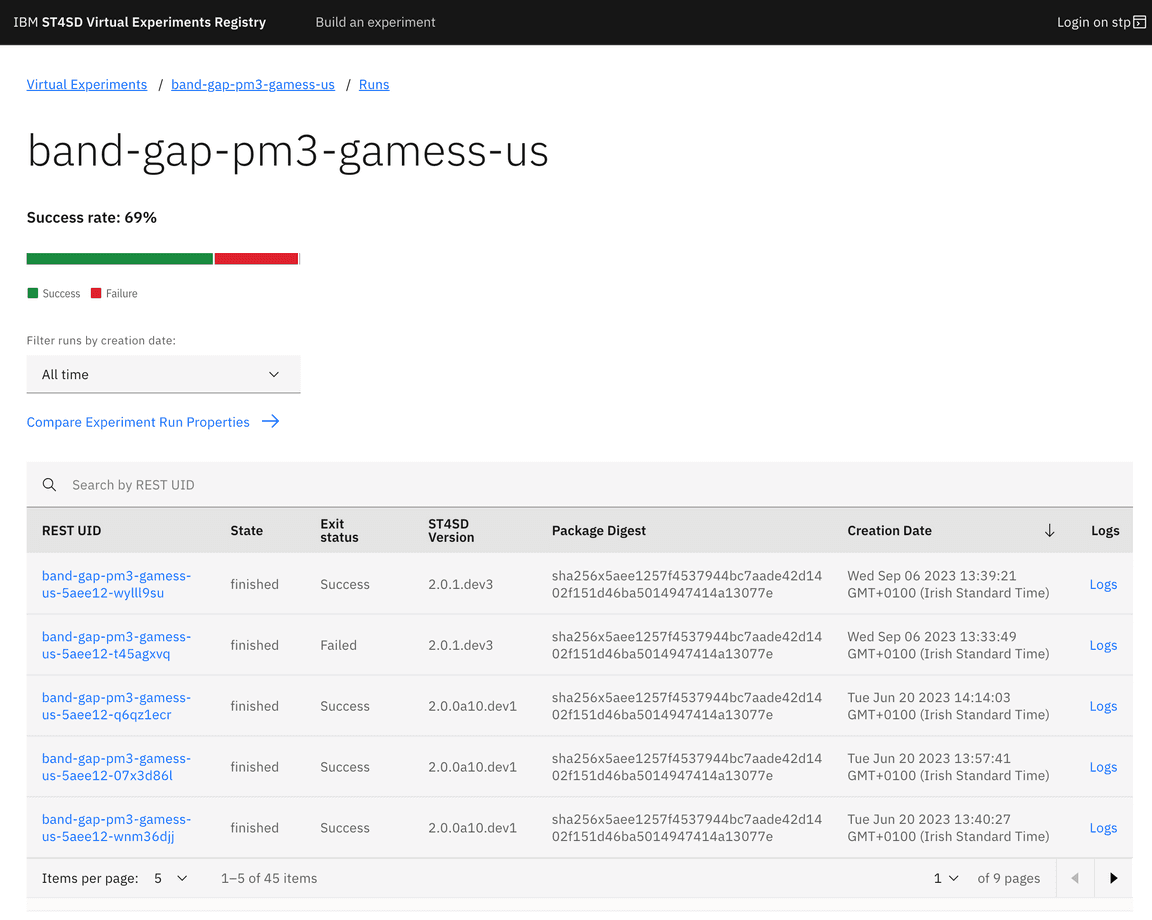 IBM ST4SD Virtual Experiments Registry Build an experiment Login on stp
Virtual Experiments / band-gap-pm3-gamess-us / Runs
band-gap-pm3-gamess-us
Success rate: 69%
Success Failure
Filter runs by creation date:
All time
Compare Experiment Run Properties
Search by REST UID
REST UID State Exit status ST4SD Version Package Digest Creation Date Logs
band-gap-pm3-gamess-us-5aee12-wylll9su finished Success 2.0.1.dev3 sha256x5aee1257f4537944bc7aade42d1402f151d46ba5014947414a13077e Wed Sep 06 2023 13:39:21 GMT+0100 (Irish Standard Time) Logs
band-gap-pm3-gamess-us-5aee12-t45agxvq finished Failed 2.0.1.dev3 sha256x5aee1257f4537944bc7aade42d1402f151d46ba5014947414a13077e Wed Sep 06 2023 13:33:49 GMT+0100 (Irish Standard Time) Logs
band-gap-pm3-gamess-us-5aee12-q6qz1ecr finished Success 2.0.0a10.dev1 sha256x5aee1257f4537944bc7aade42d1402f151d46ba5014947414a13077e Tue Jun 20 2023 14:14:03 GMT+0100 (Irish Standard Time) Logs
band-gap-pm3-gamess-us-5aee12-07x3d86l finished Success 2.0.0a10.dev1 sha256x5aee1257f4537944bc7aade42d1402f151d46ba5014947414a13077e Tue Jun 20 2023 13:57:41 GMT+0100 (Irish Standard Time) Logs
band-gap-pm3-gamess-us-5aee12-wnm36djj finished Success 2.0.0a10.dev1 sha256x5aee1257f4537944bc7aade42d1402f151d46ba5014947414a13077e Tue Jun 20 2023 13:40:27 GMT+0100 (Irish Standard Time) Logs
Items per page: 5 1–5 of 45 items 1 of 9 pages